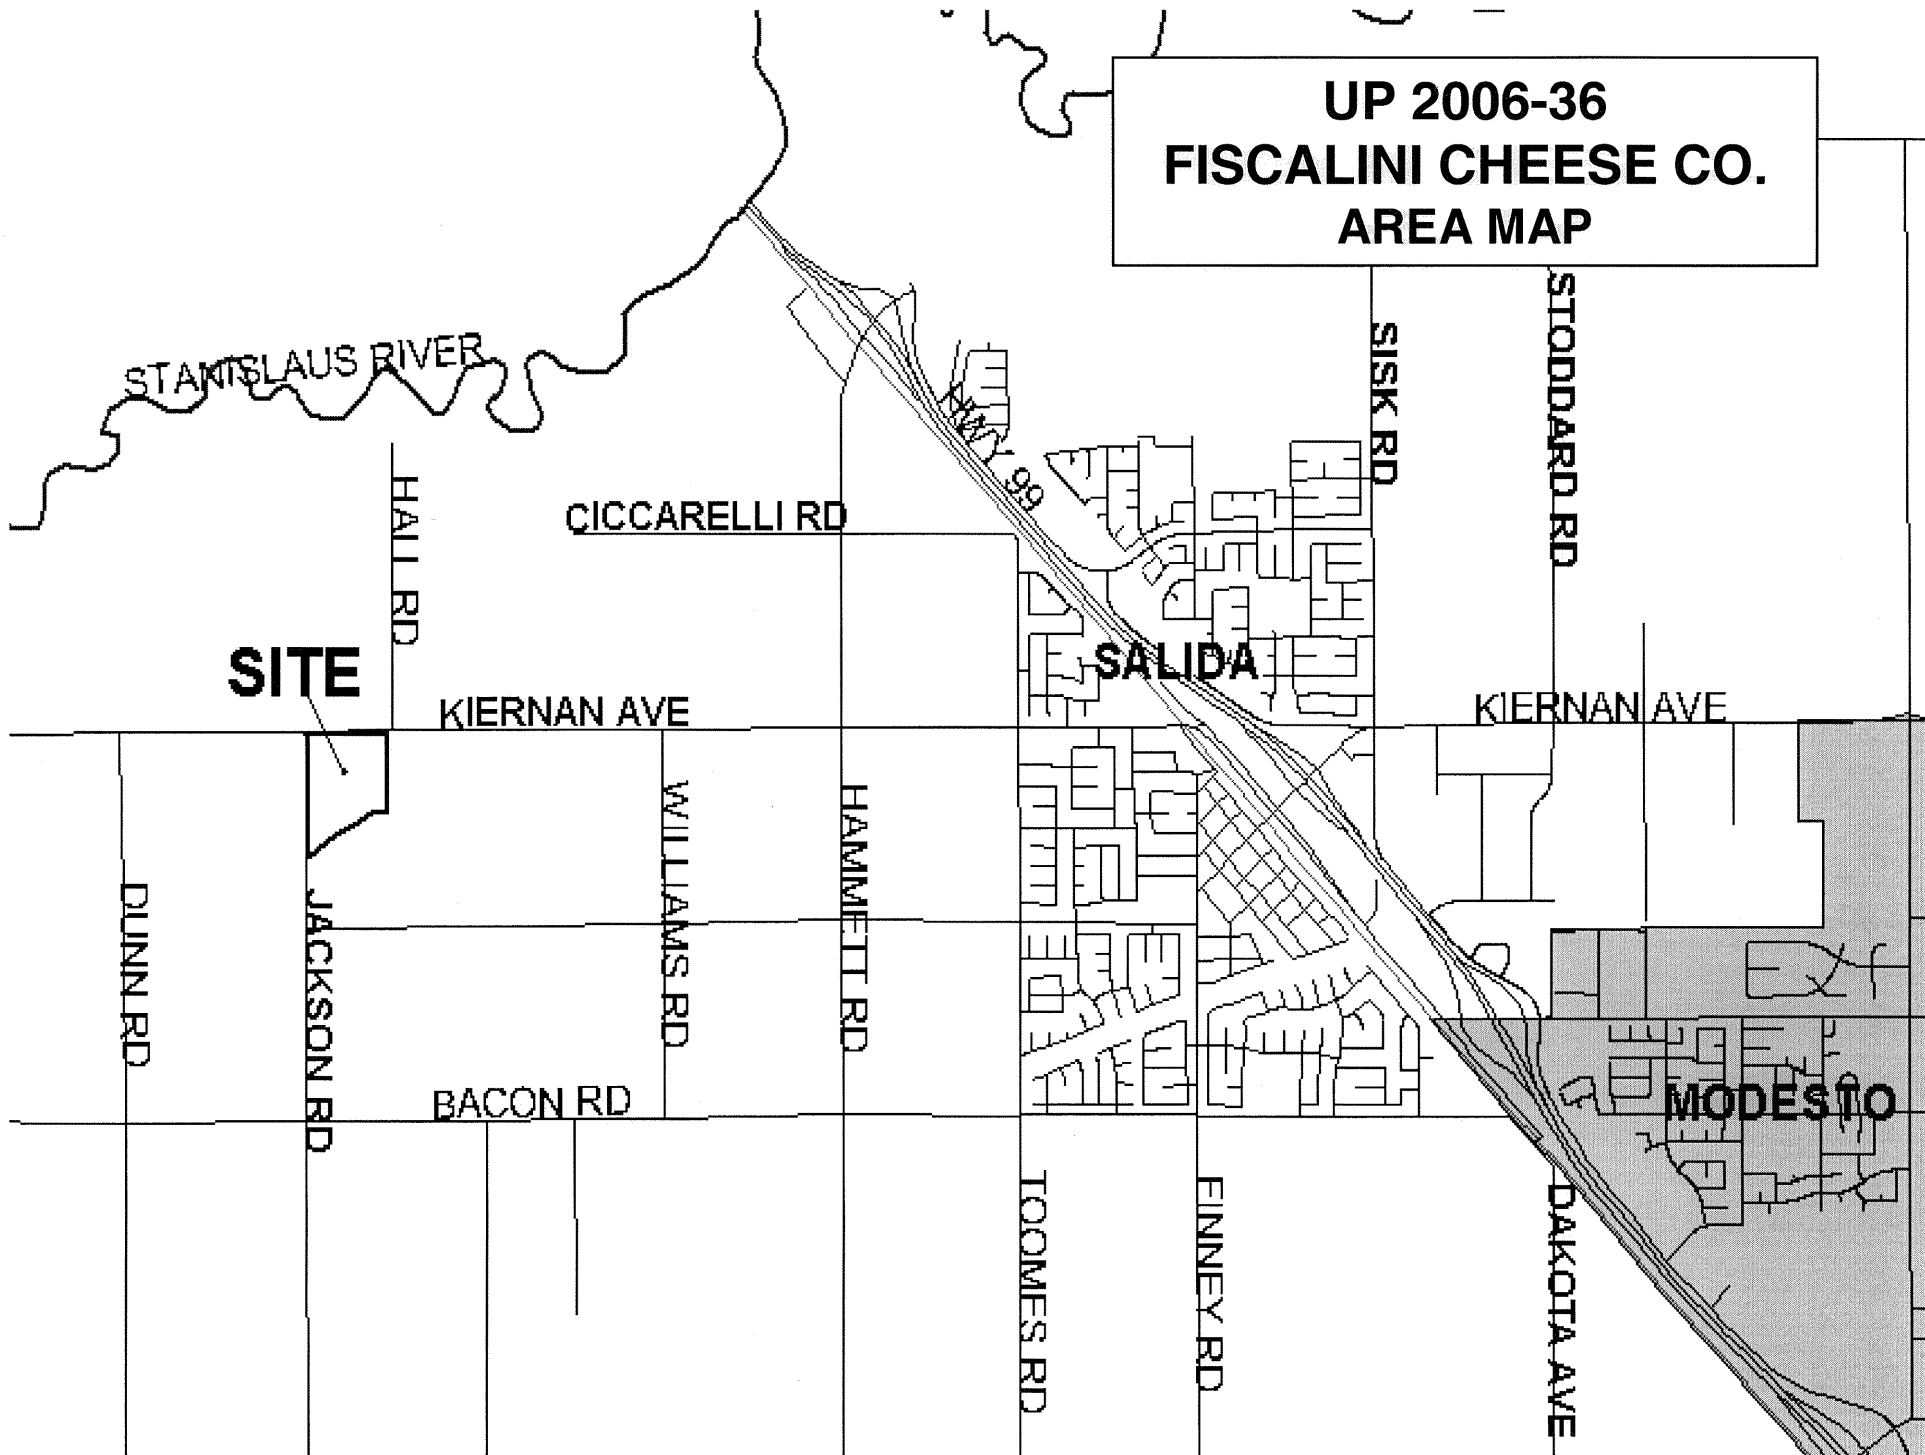 UP 2006-36
FISCALINI CHEESE CO.
AREA MAP
STANISLAUS RIVER
HWY 99
SISK RD
STODDARD RD
HALL RD
CICCARELLI RD
SITE
SALIDA
KIERNAN AVE
KIERNAN AVE
DUNN RD
JACKSON RD
WILLIAMS RD
HAMMETT RD
BACON RD
MODESTO
TOOMES RD
FINNEY RD
DAKOTA AVE